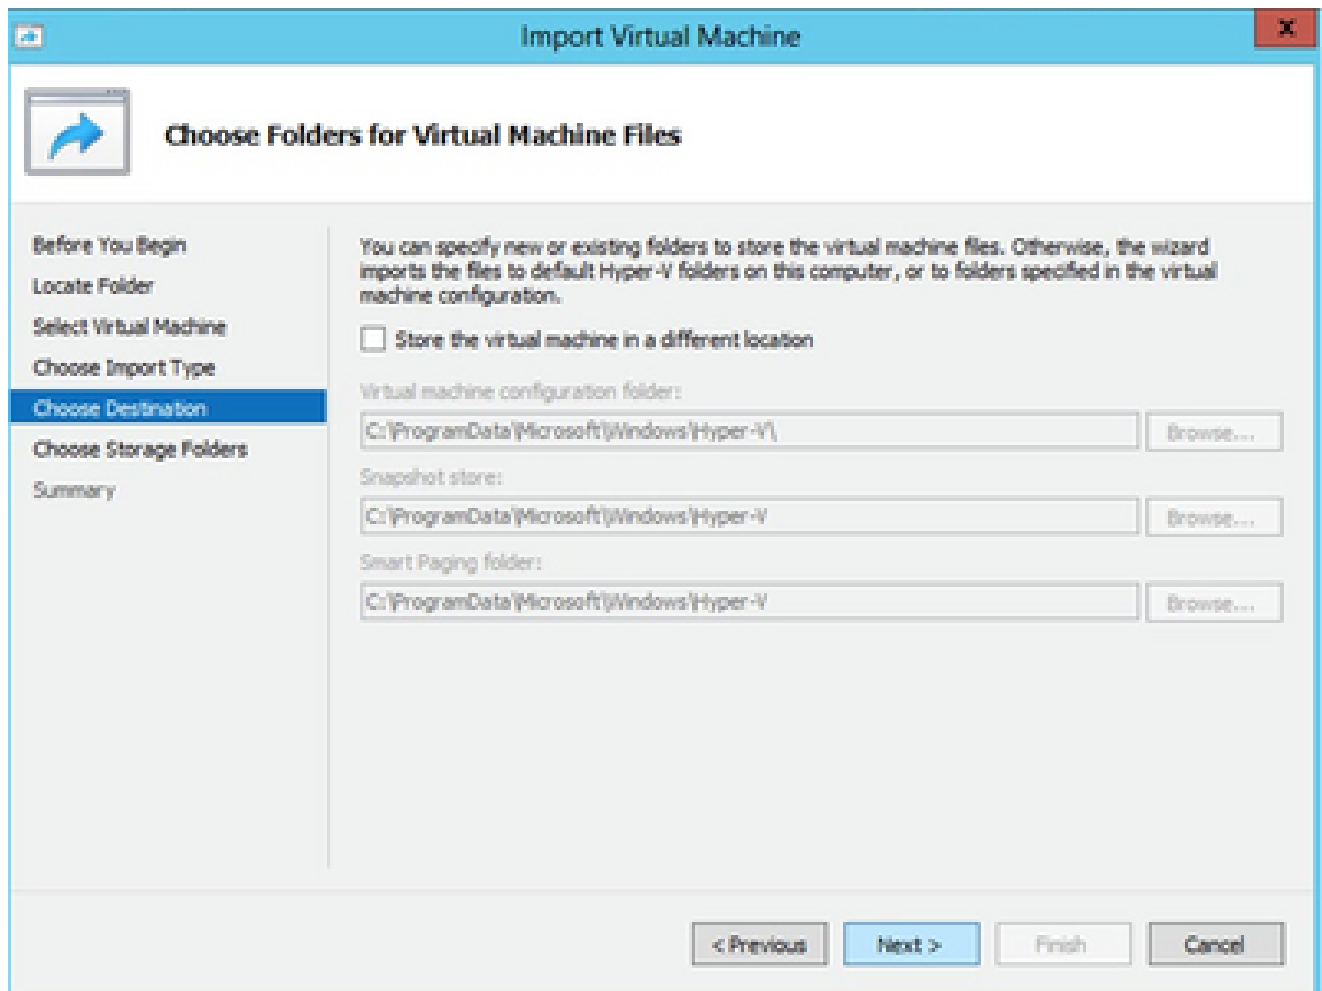 Import Virtual Machine
X
Choose Folders for Virtual Machine Files
Before You Begin
Locate Folder
Select Virtual Machine
Choose Import Type
Choose Destination
Choose Storage Folders
Summary
You can specify new or existing folders to store the virtual machine files. Otherwise, the wizard
imports the files to default Hyper-V folders on this computer, or to folders specified in the virtual
machine configuration.
Store the virtual machine in a different location
Virtual machine configuration folder:
C:\ProgramData\Microsoft\Windows\Hyper-V\
Browse...
Snapshot store:
C:\ProgramData\Microsoft\Windows\Hyper-V
Browse...
Smart Paging folder:
C:\ProgramData\Microsoft\Windows\Hyper-V
Browse...
< Previous
Next >
Finish
Cancel